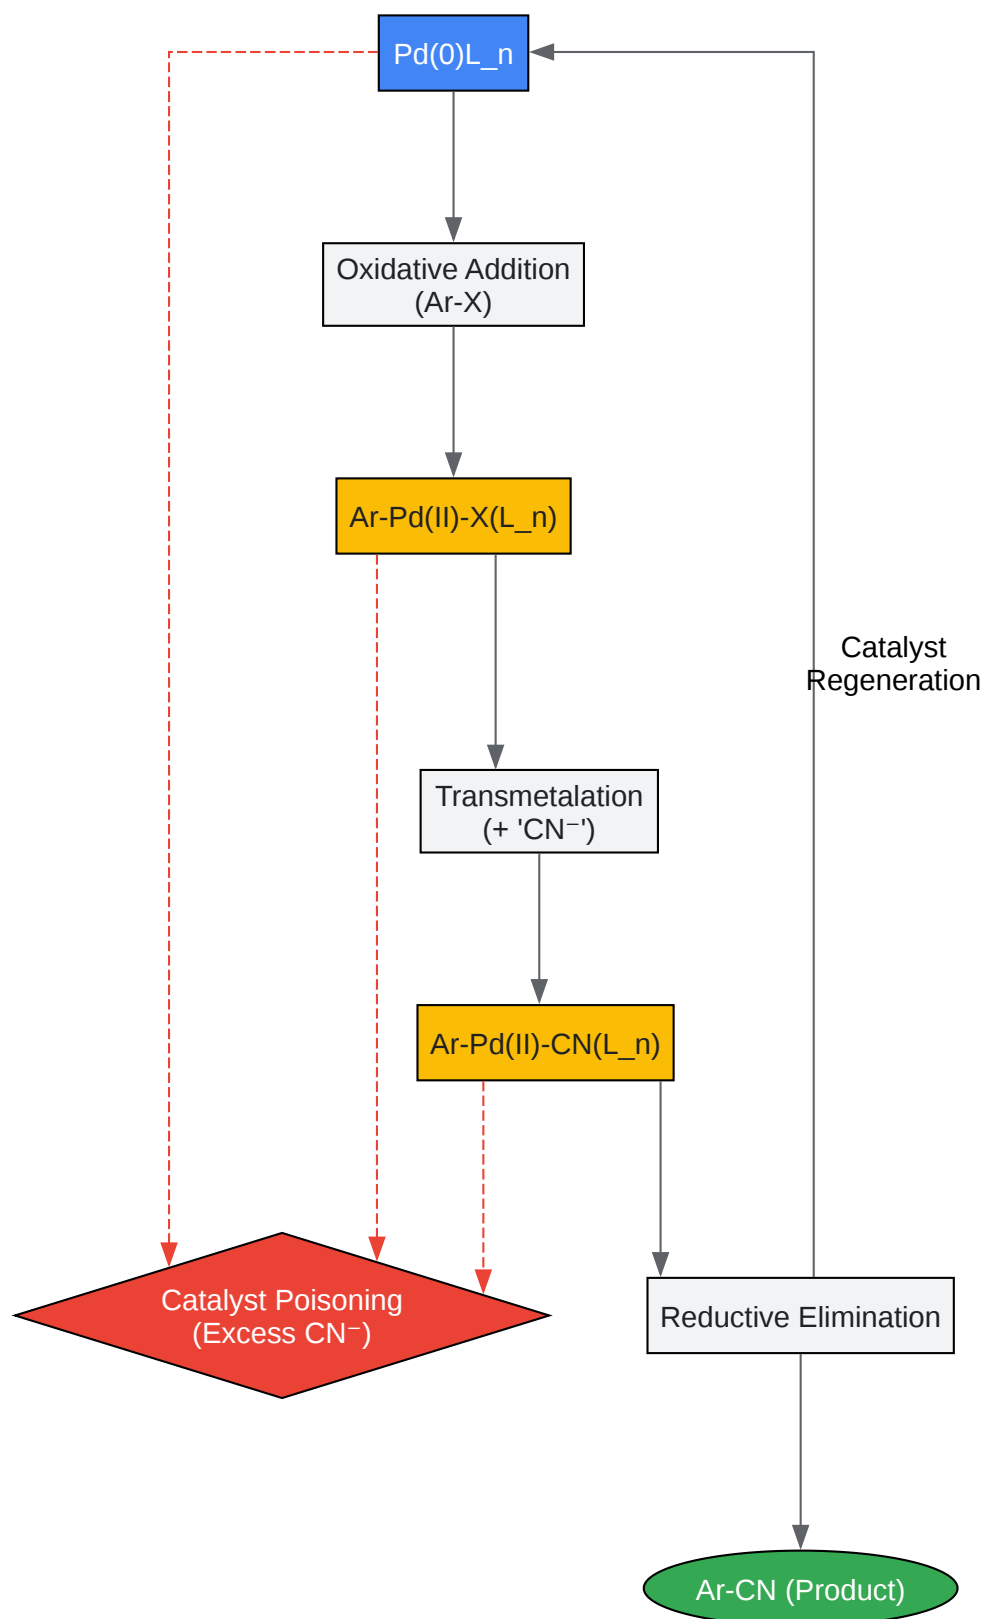 Pd(0)L_n
Oxidative Addition
(Ar-X)
Ar-Pd(II)-X(L_n)
Catalyst
Regeneration
Transmetalation
(+ 'CN⁻')
Ar-Pd(II)-CN(L_n)
Catalyst Poisoning
(Excess CN⁻)
Reductive Elimination
Ar-CN (Product)